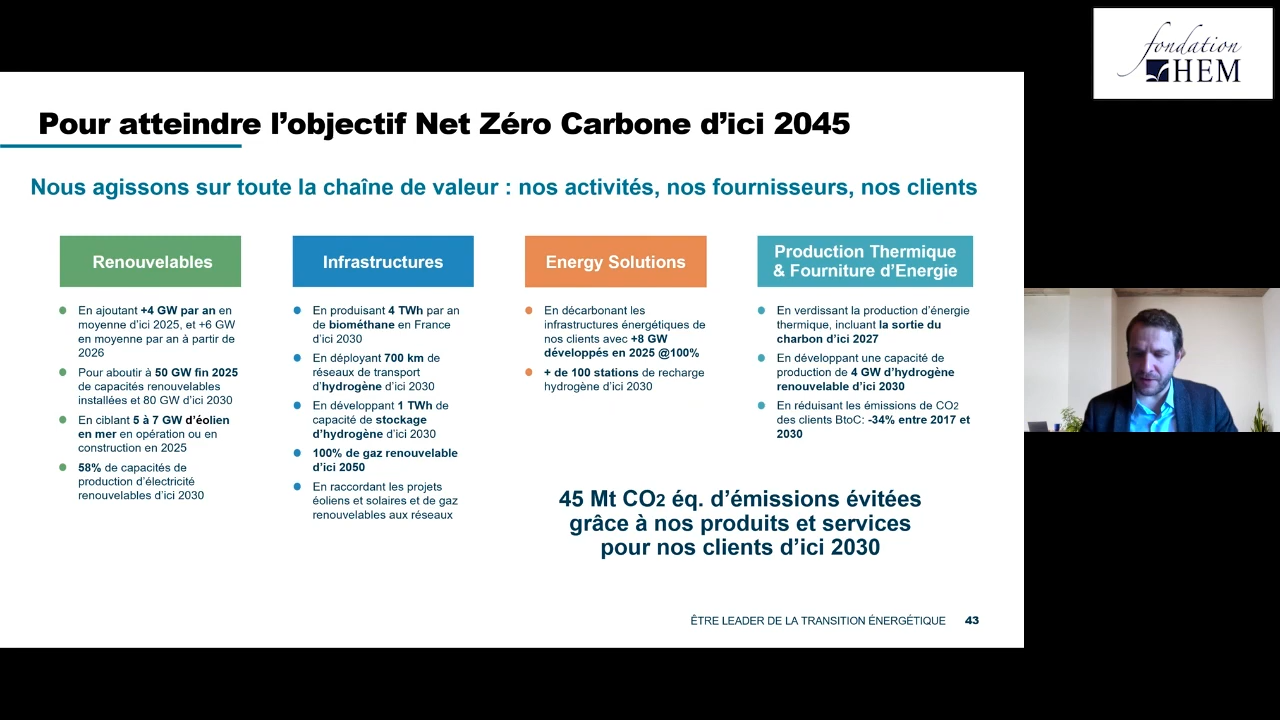 fondation
HEM
Pour atteindre l'objectif Net Zéro Carbone d'ici 2045
Nous agissons sur toute la chaîne de valeur : nos activités, nos fournisseurs, nos clients
Renouvelables
En ajoutant +4 GW par an en
moyenne d'ici 2025, et +6 GW
en moyenne par an à partir de
2026
Pour aboutir à 50 GW fin 2025
de capacités renouvelables
installées et 80 GW d'ici 2030
En ciblant 5 à 7 GW d'éolien
en mer en opération ou en
construction en 2025
58% de capacités de
production d'électricité
renouvelables d'ici 2030
Infrastructures
En produisant 4 TWh par an
de biométhane en France
d'ici 2030
En déployant 700 km de
réseaux de transport
d'hydrogène d'ici 2030
En développant 1 TWh de
capacité de stockage
d'hydrogène d'ici 2030
100% de gaz renouvelable
d'ici 2050
En raccordant les projets
éoliens et solaires et de gaz
renouvelables aux réseaux
Energy Solutions
En décarbonant les
infrastructures énergétiques de
nos clients avec +8 GW
développés en 2025 @100%
+ de 100 stations de recharge
hydrogène d'ici 2030
Production Thermique
& Fourniture d'Energie
En verdissant la production d'énergie
thermique, incluant la sortie du
charbon d'ici 2027
En développant une capacité de
production de 4 GW d'hydrogène
renouvelable d'ici 2030
En réduisant les émissions de CO2
des clients BtoC: -34% entre 2017 et
2030
45 Mt CO2 éq. d'émissions évitées
grâce à nos produits et services
pour nos clients d'ici 2030
ÊTRE LEADER DE LA TRANSITION ÉNERGÉTIQUE 43